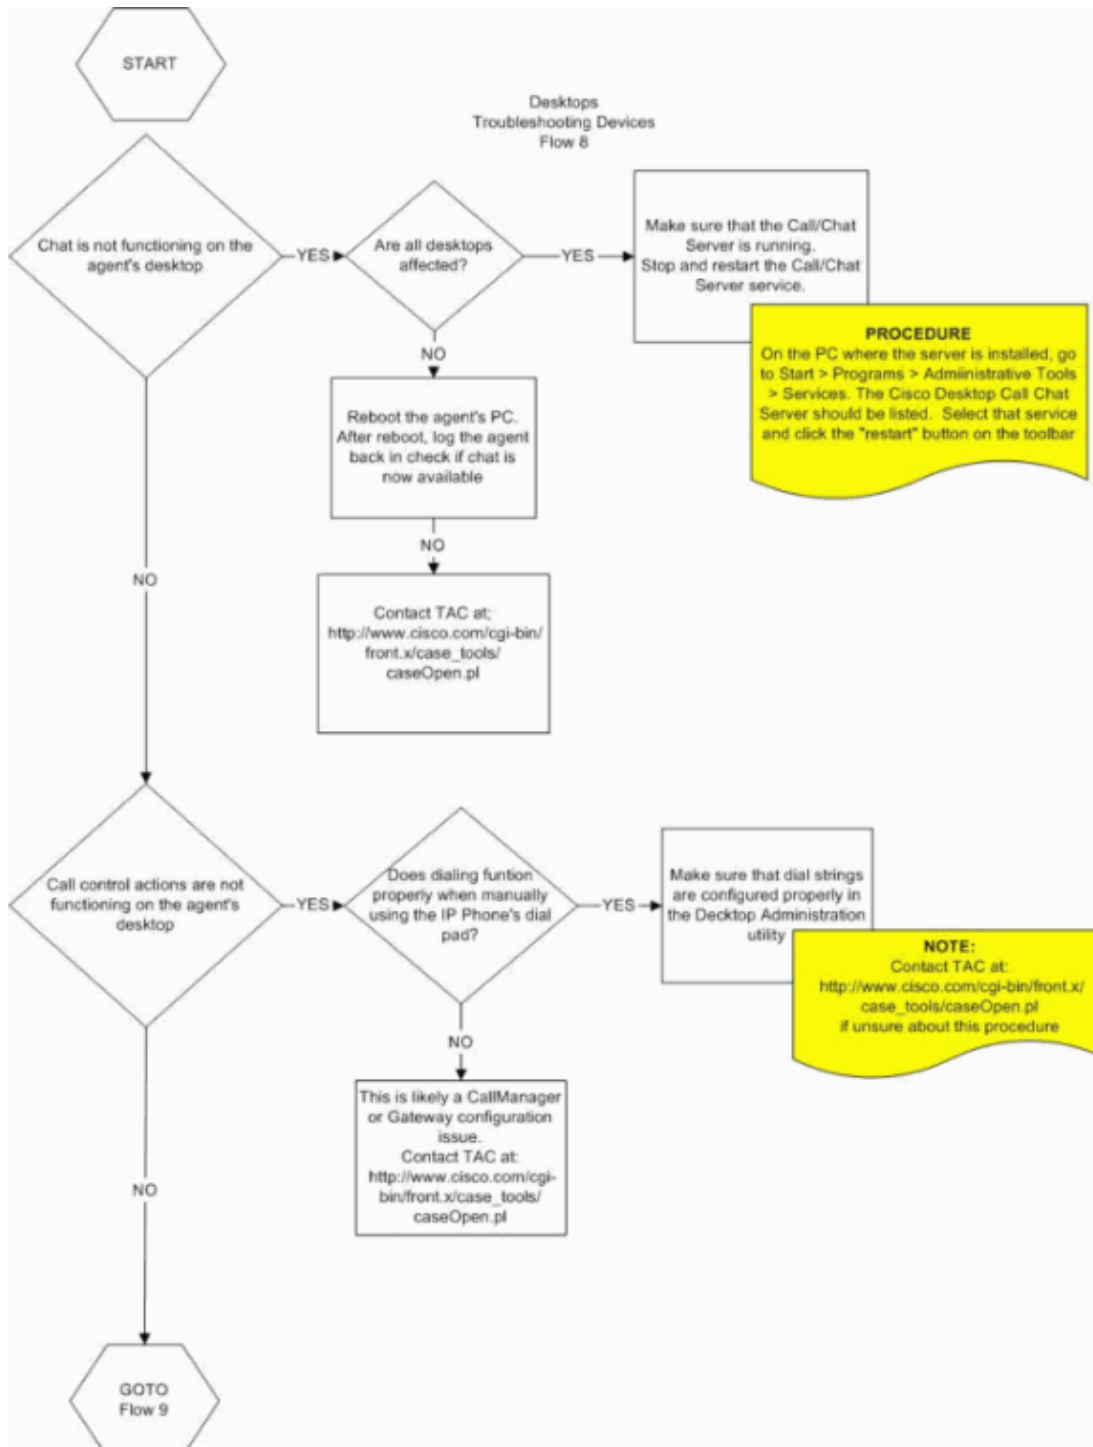 START
Desktops
Troubleshooting Devices
Flow 8
Chat is not functioning on the
agent's desktop
YES
Are all desktops
affected?
YES
Make sure that the Call/Chat
Server is running.
Stop and restart the Call/Chat
Server service.
PROCEDURE
On the PC where the server is installed, go
to Start > Programs > Admiinistrative Tools
> Services. The Cisco Desktop Call Chat
Server should be listed.  Select that service
and click the "restart" button on the toolbar
NO
Reboot the agent's PC.
After reboot, log the agent
back in check if chat is
now available
NO
Contact TAC at;
http://www.cisco.com/cgi-bin/
front.x/case_tools/
caseOpen.pl
NO
Call control actions are not
functioning on the agent's
desktop
YES
Does dialing funtion
properly when manually
using the IP Phone's dial
pad?
YES
Make sure that dial strings
are configured properly in
the Decktop Administration
utility
NOTE:
Contact TAC at:
http://www.cisco.com/cgi-bin/front.x/
case_tools/caseOpen.pl
if unsure about this procedure
NO
This is likely a CallManager
or Gateway configuration
issue.
Contact TAC at:
http://www.cisco.com/cgi-
bin/front.x/case_tools/
caseOpen.pl
NO
GOTO
Flow 9